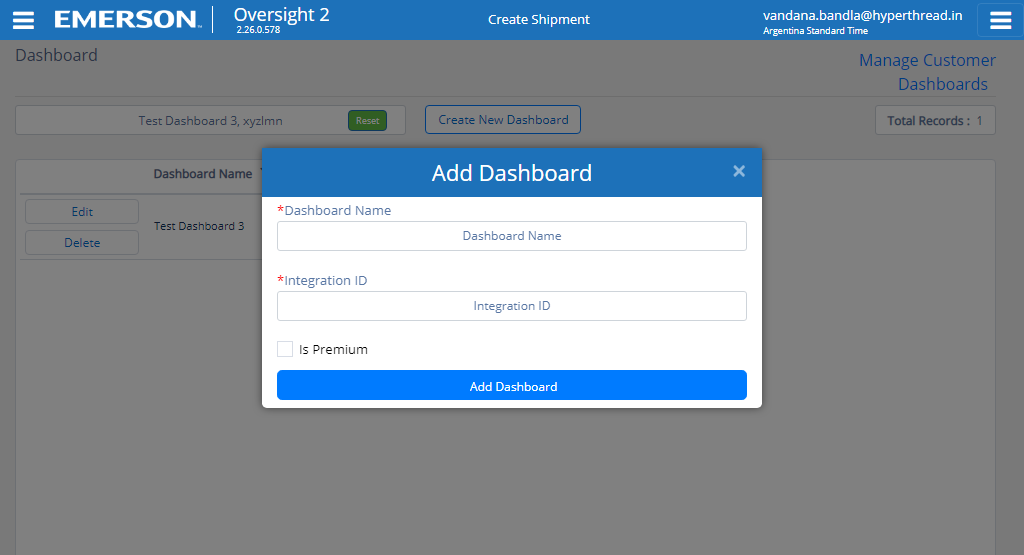 EMERSON™
Oversight 2
2.26.0.578
Create Shipment
vandana.bandla@hyperthread.in
Argentina Standard Time
Dashboard
Manage Customer
Dashboards
Test Dashboard 3, xyzlmn
Reset
Create New Dashboard
Total Records : 1
Dashboard Name
Edit
Delete
Test Dashboard 3
Add Dashboard
×
*Dashboard Name
Dashboard Name
*Integration ID
Integration ID
Is Premium
Add Dashboard